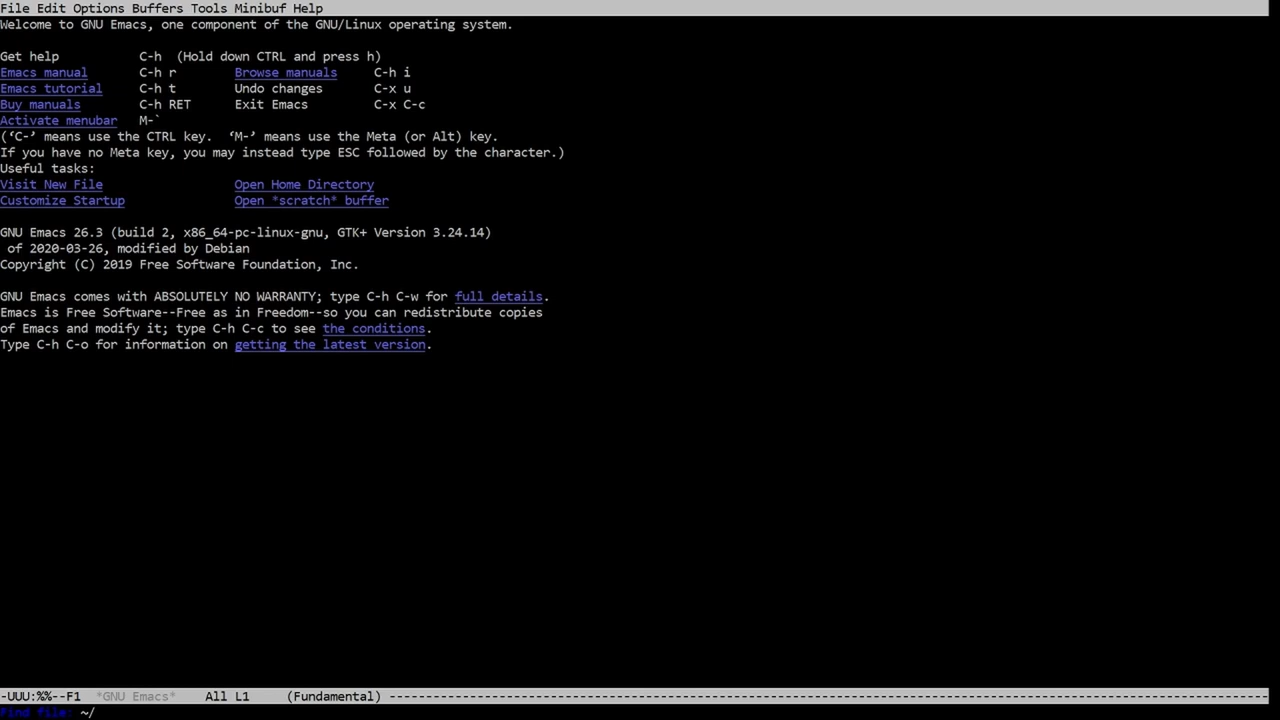 File Edit Options Buffers Tools Minibuf Help
Welcome to GNU Emacs, one component of the GNU/Linux operating system.
Get help C-h (Hold down CTRL and press h)
Emacs manual C-h r Browse manuals C-h i
Emacs tutorial C-h t Undo changes C-x u
Buy manuals C-h RET Exit Emacs C-x C-c
Activate menubar M-`
(‘C-’ means use the CTRL key. ‘M-’ means use the Meta (or Alt) key.
If you have no Meta key, you may instead type ESC followed by the character.)
Useful tasks:
Visit New File Open Home Directory
Customize Startup Open *scratch* buffer
GNU Emacs 26.3 (build 2, x86_64-pc-linux-gnu, GTK+ Version 3.24.14)
of 2020-03-26, modified by Debian
Copyright (C) 2019 Free Software Foundation, Inc.
GNU Emacs comes with ABSOLUTELY NO WARRANTY; type C-h C-w for full details.
Emacs is Free Software--Free as in Freedom--so you can redistribute copies
of Emacs and modify it; type C-h C-c to see the conditions.
Type C-h C-o for information on getting the latest version.
-UUU:%%--F1 *GNU Emacs* All L1 (Fundamental) ----------------------------------------------------------------------------------------------------
Find file: ~/